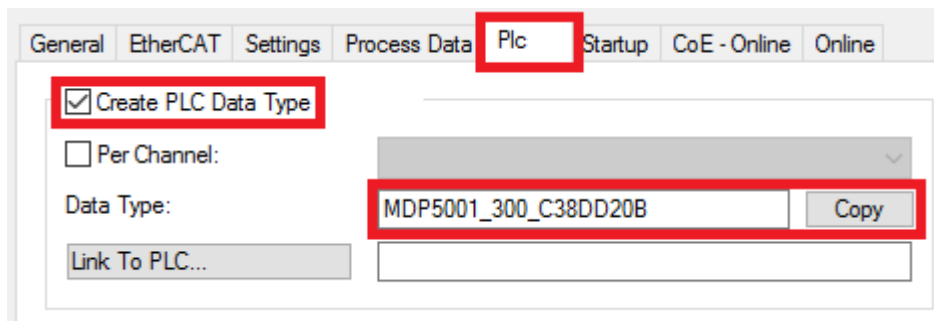 General EtherCAT Settings Process Data Plc Startup CoE - Online Online
Create PLC Data Type
Per Channel:
Data Type: MDP5001_300_C38DD20B Copy
Link To PLC...